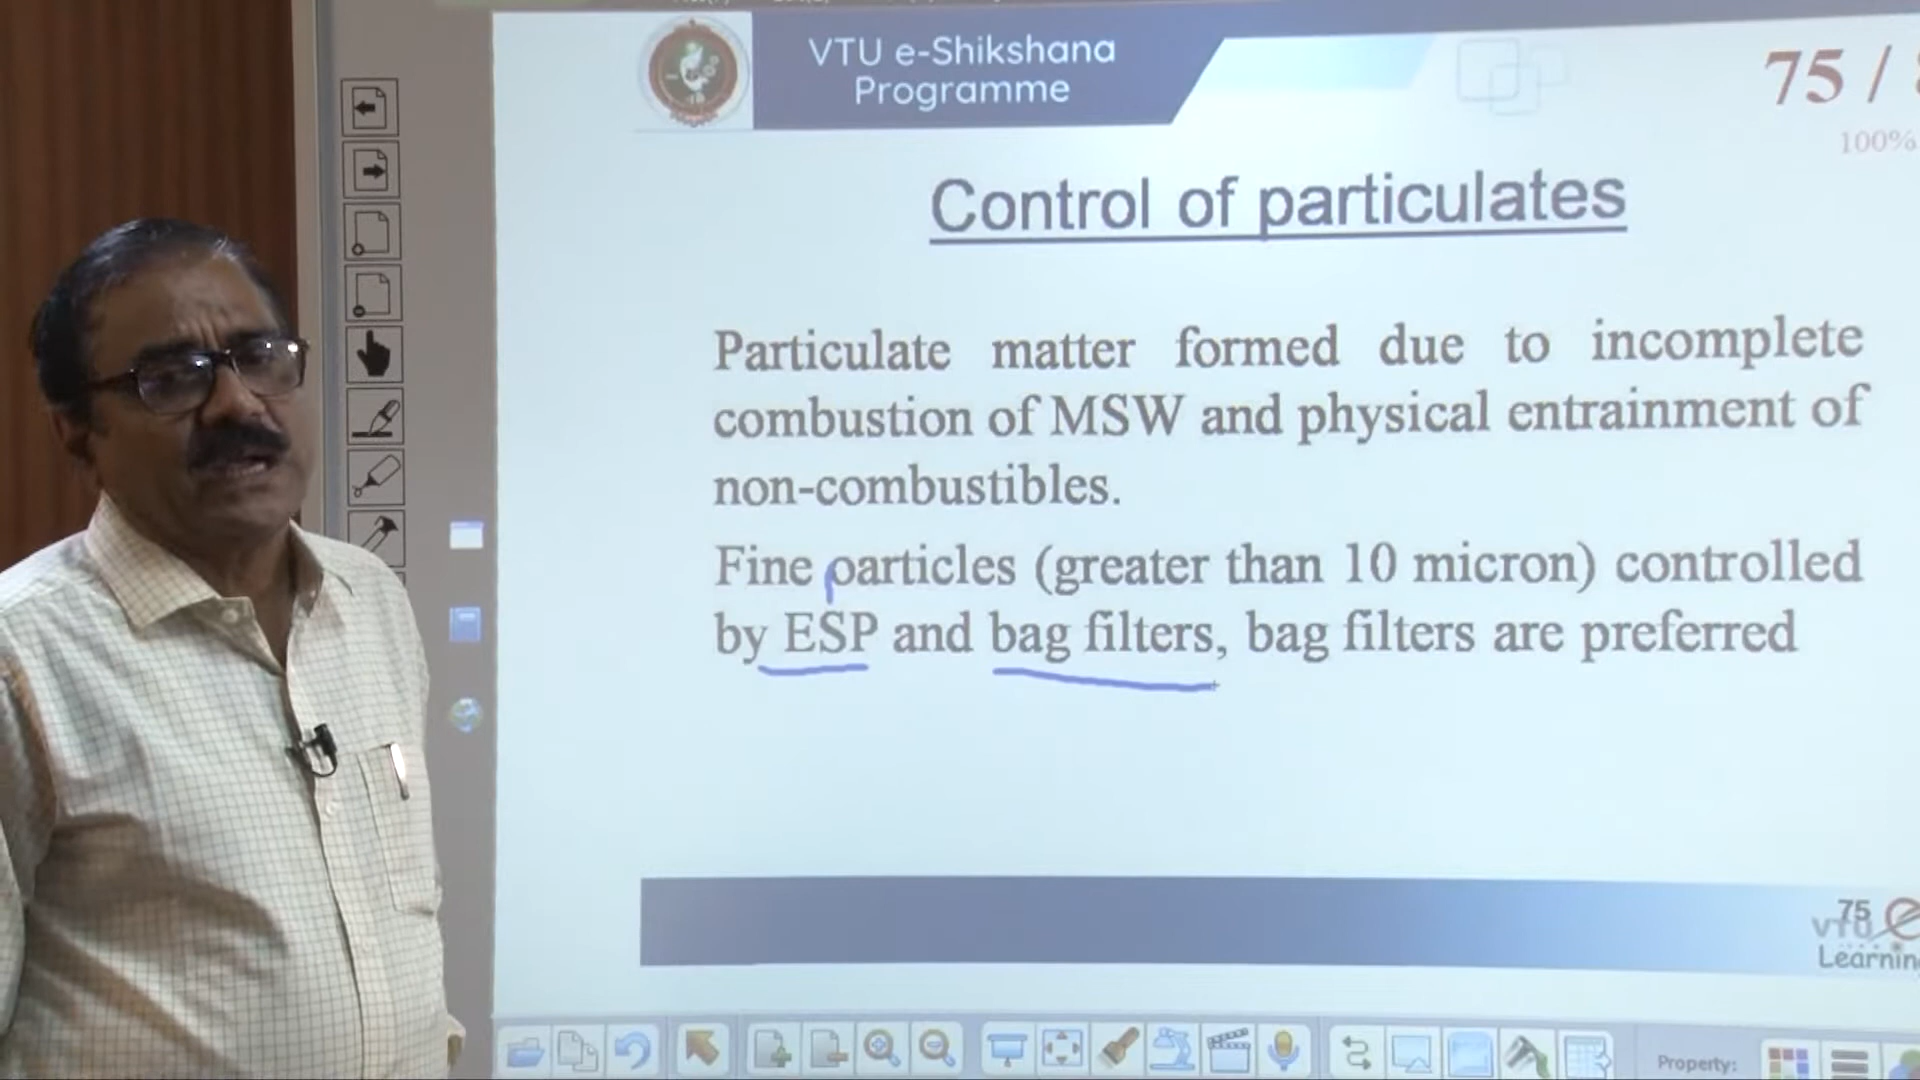 VTU e-Shikshana
Programme
75 /
100%
Control of particulates
Particulate matter formed due to incomplete
combustion of MSW and physical entrainment of
non-combustibles.
Fine particles (greater than 10 micron) controlled
by ESP and bag filters, bag filters are preferred
75
VTU
Learning
Property: